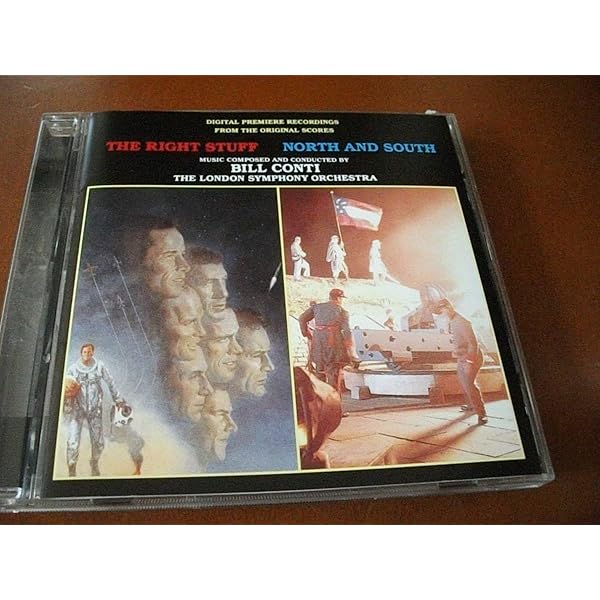 DIGITAL PREMIERE RECORDINGS
FROM THE ORIGINAL SCORES
THE RIGHT STUFF NORTH AND SOUTH
MUSIC COMPOSED AND CONDUCTED BY
BILL CONTI
THE LONDON SYMPHONY ORCHESTRA